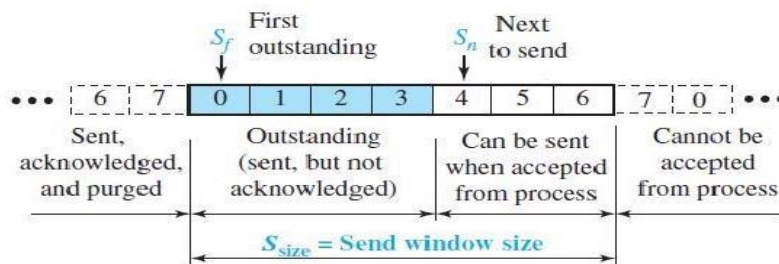 First
S_f outstanding
Next
S_n to send
••• 6 7 0 1 2 3 4 5 6 7 0 •••
Sent,
acknowledged,
and purged
Outstanding
(sent, but not
acknowledged)
Can be sent
when accepted
from process
Cannot be
accepted
from process
S_size = Send window size